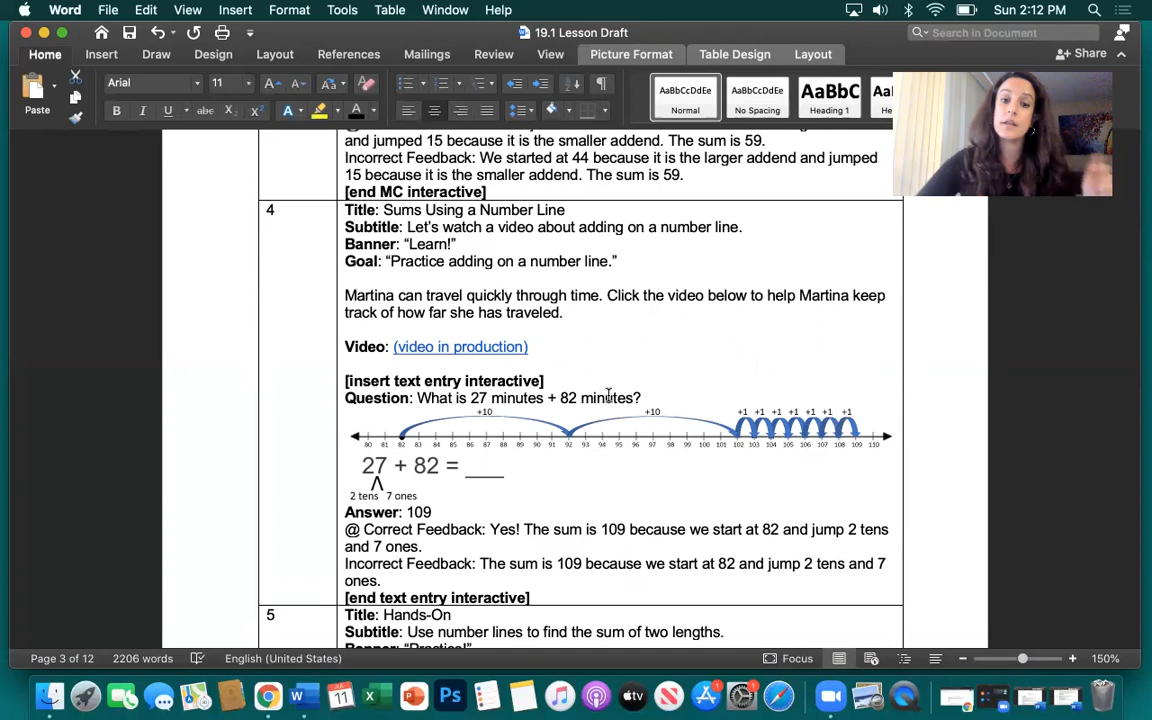 Word File Edit View Insert Format Tools Table Window Help Sun 2:12 PM
19.1 Lesson Draft
Search in Document
Home Insert Draw Design Layout References Mailings Review View Picture Format Table Design Layout Share
Paste
Arial 11
AaBbCcDdEe AaBbCcDdEe AaBbC
Normal No Spacing Heading 1
and jumped 15 because it is the smaller addend. The sum is 59.
Incorrect Feedback: We started at 44 because it is the larger addend and jumped
15 because it is the smaller addend. The sum is 59.
[end MC interactive]
4
Title: Sums Using a Number Line
Subtitle: Let's watch a video about adding on a number line.
Banner: “Learn!”
Goal: “Practice adding on a number line.”
Martina can travel quickly through time. Click the video below to help Martina keep
track of how far she has traveled.
Video: (video in production)
[insert text entry interactive]
Question: What is 27 minutes + 82 minutes?
+10 +10 +1 +1 +1 +1 +1 +1 +1
80 81 82 83 84 85 86 87 88 89 90 91 92 93 94 95 96 97 98 99 100 101 102 103 104 105 106 107 108 109 110
27 + 82 = ___
2 tens 7 ones
Answer: 109
@ Correct Feedback: Yes! The sum is 109 because we start at 82 and jump 2 tens
and 7 ones.
Incorrect Feedback: The sum is 109 because we start at 82 and jump 2 tens and 7
ones.
[end text entry interactive]
5
Title: Hands-On
Subtitle: Use number lines to find the sum of two lengths.
Page 3 of 12 2206 words English (United States) Focus 150%
JUL
11